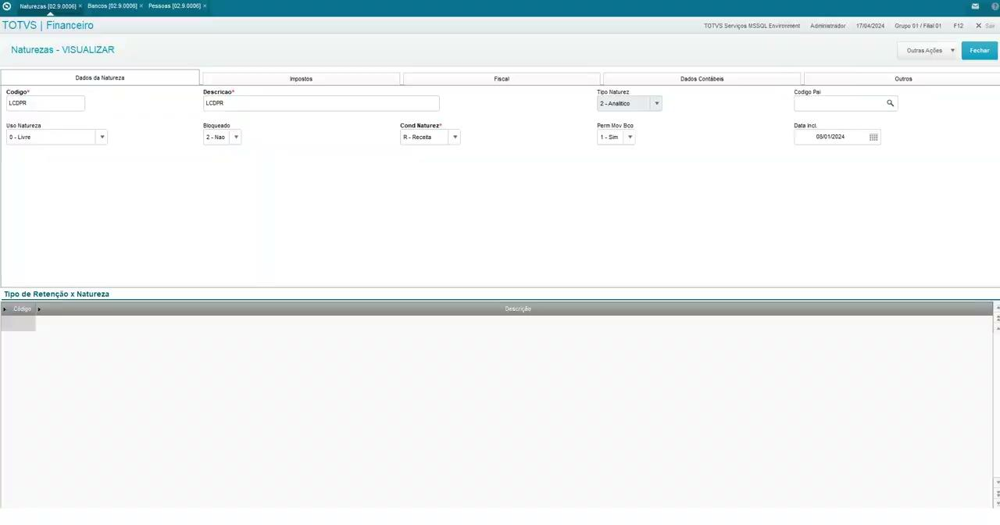 Naturezas [02.9.0006] × Bancos [02.9.0006] × Pessoas [02.9.0006] ×
TOTVS | Financeiro
TOTVS Serviços MSSQL Environment Administrador 17/04/2024 Grupo 01 / Filial 01 F12 Sair
Naturezas - VISUALIZAR
Outras Ações Fechar
Dados da Natureza Impostos Fiscal Dados Contábeis Outros
Codigo* Descricao* Tipo Naturez Codigo Pai
LCDPR LCDPR 2 - Analitico
Uso Natureza Bloqueado Cond Naturez* Perm Mov Bco Data Incl.
0 - Livre 2 - Nao R - Receita 1 - Sim 08/01/2024
Tipo de Retenção x Natureza
Código Descrição